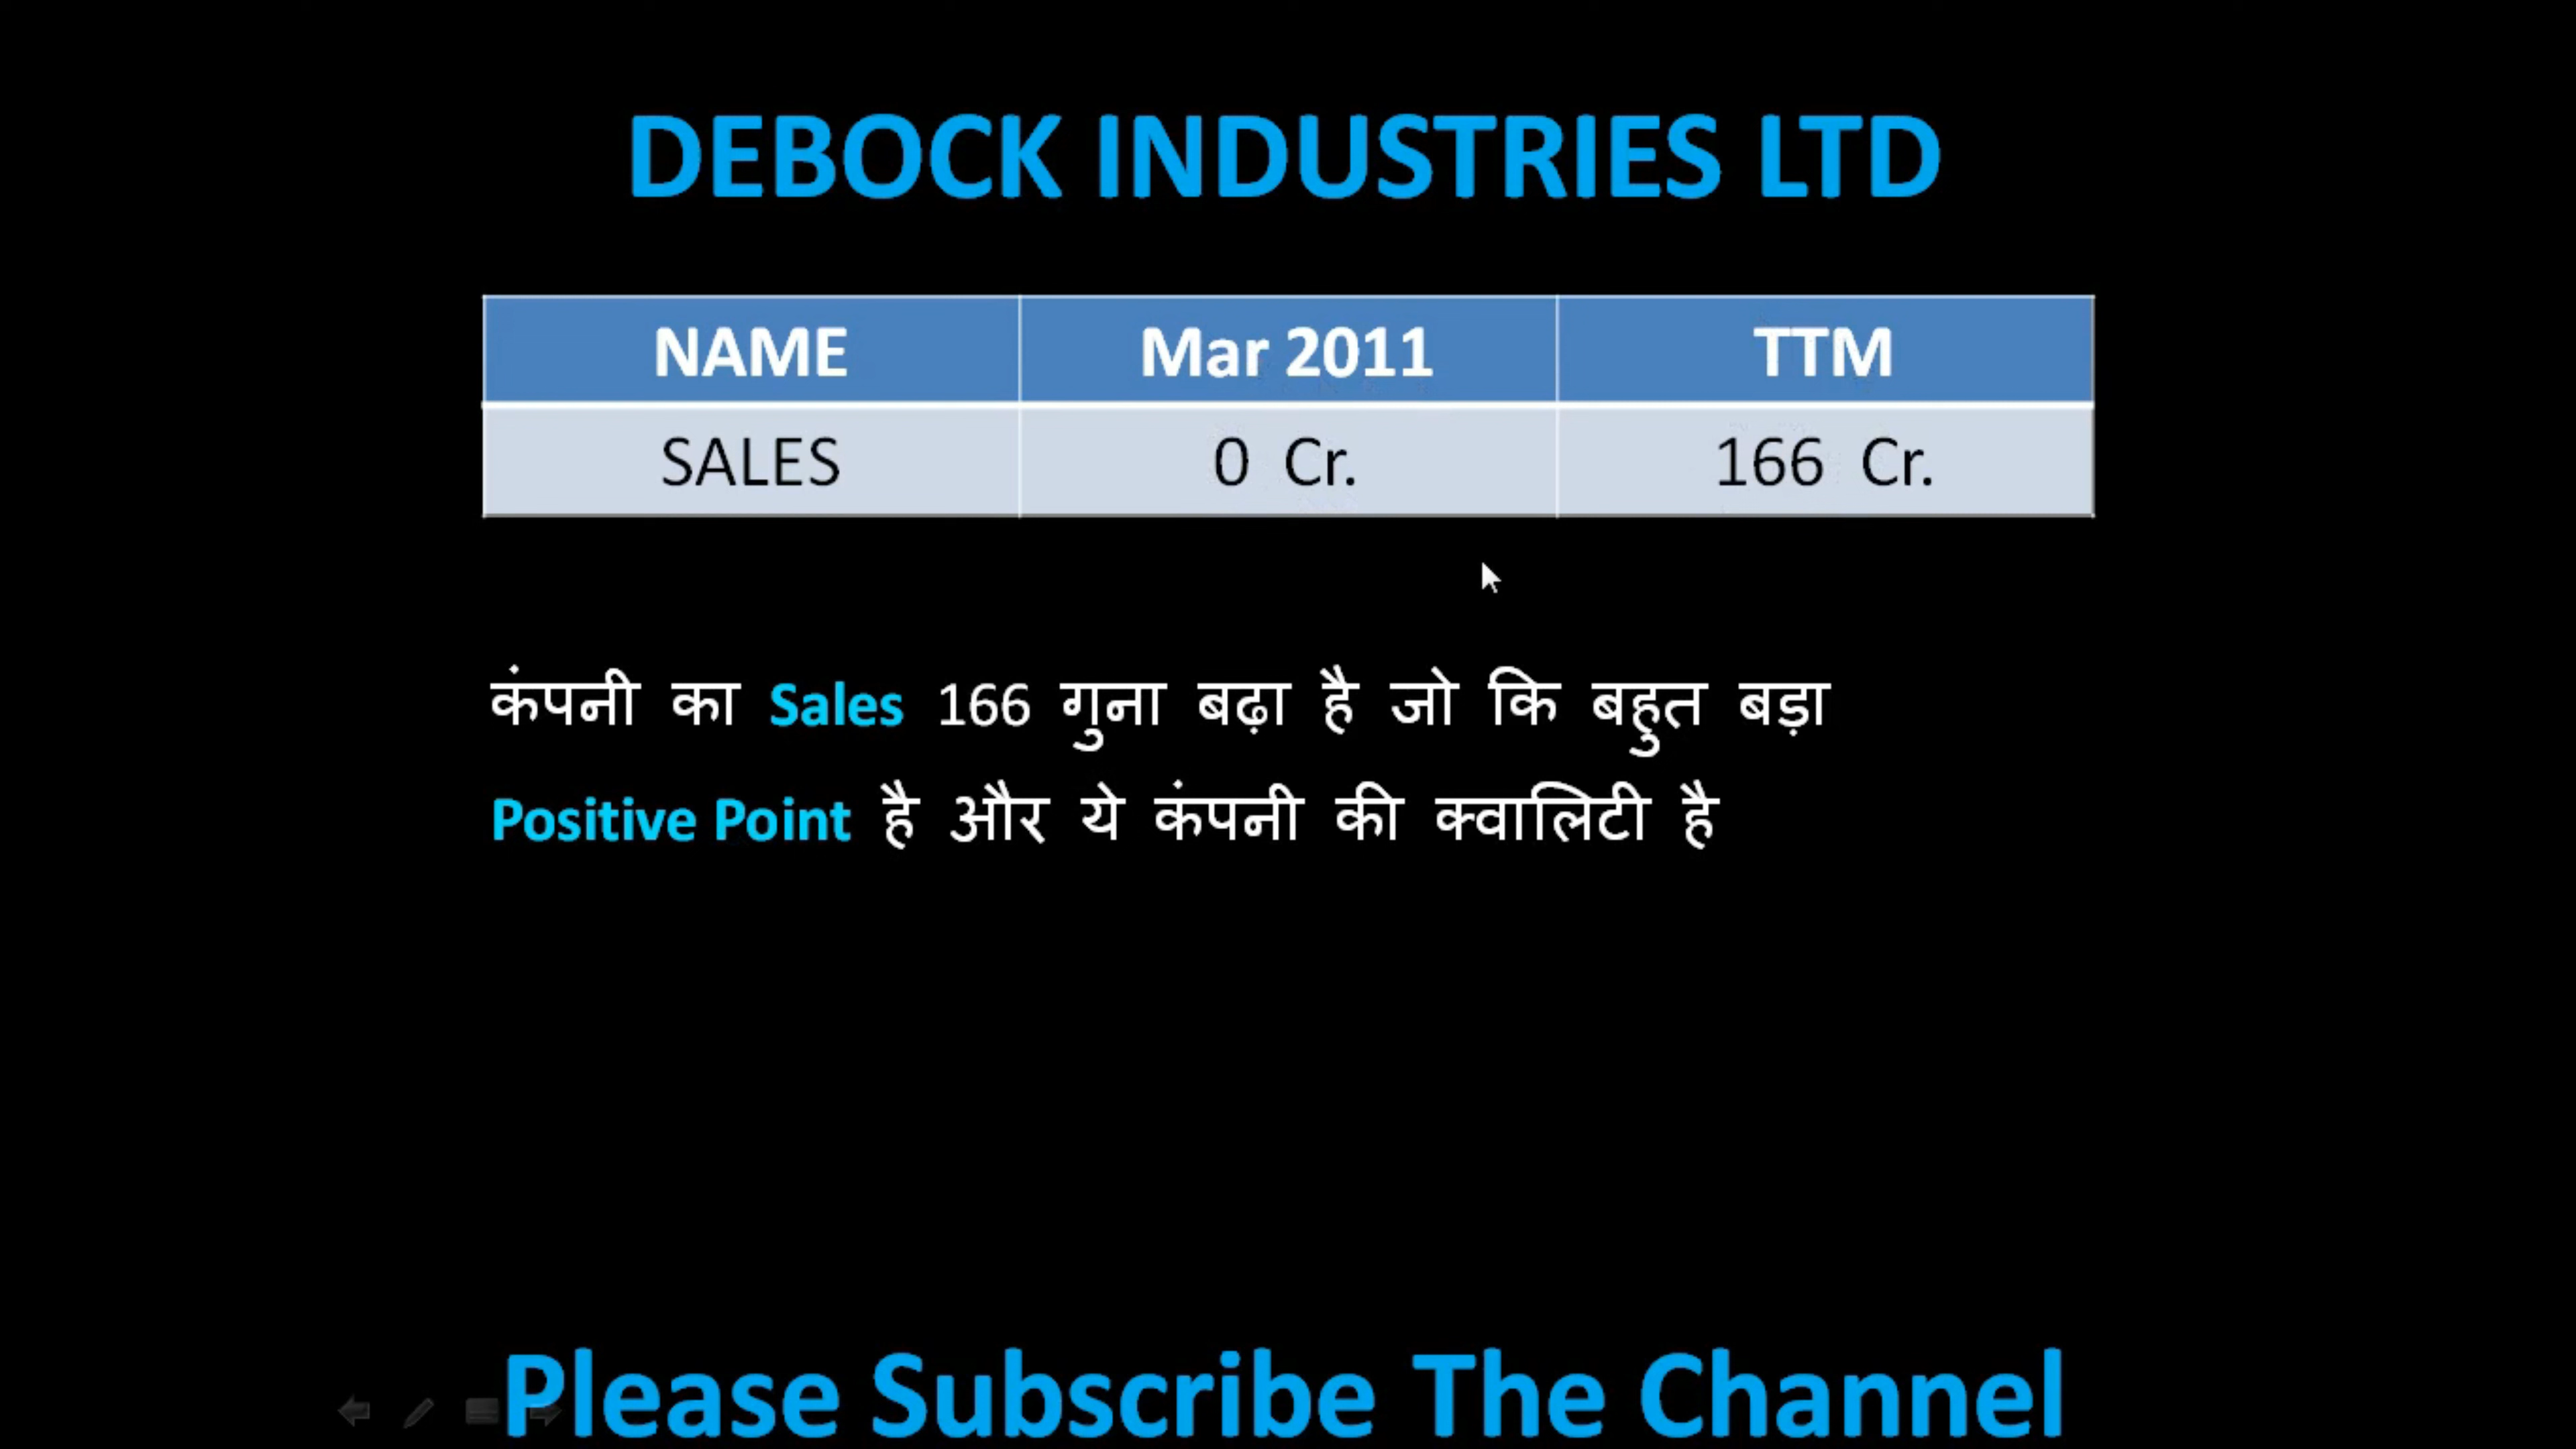 DEBOCK INDUSTRIES LTD
NAME Mar 2011 TTM
SALES 0 Cr. 166 Cr.
कंपनी का Sales 166 गुना बढ़ा है जो कि बहुत बड़ा
Positive Point है और ये कंपनी की क्वालिटी है
Please Subscribe The Channel